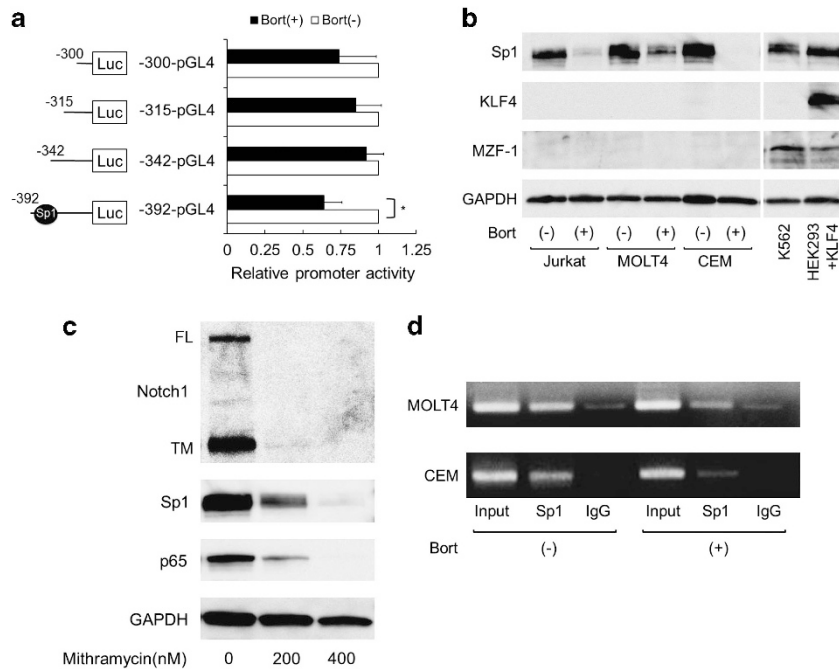 a
Bort(+) Bort(-)
-300
Luc
-300-pGL4
-315
Luc
-315-pGL4
-342
Luc
-342-pGL4
-392
Sp1
Luc
-392-pGL4
*
0 0.25 0.5 0.75 1 1.25
Relative promoter activity
b
Sp1
KLF4
MZF-1
GAPDH
Bort (-) (+) (-) (+) (-) (+)
Jurkat MOLT4 CEM
K562
HEK293
+KLF4
c
FL
Notch1
TM
Sp1
p65
GAPDH
Mithramycin(nM) 0 200 400
d
MOLT4
CEM
Input Sp1 IgG Input Sp1 IgG
Bort (-) (+)